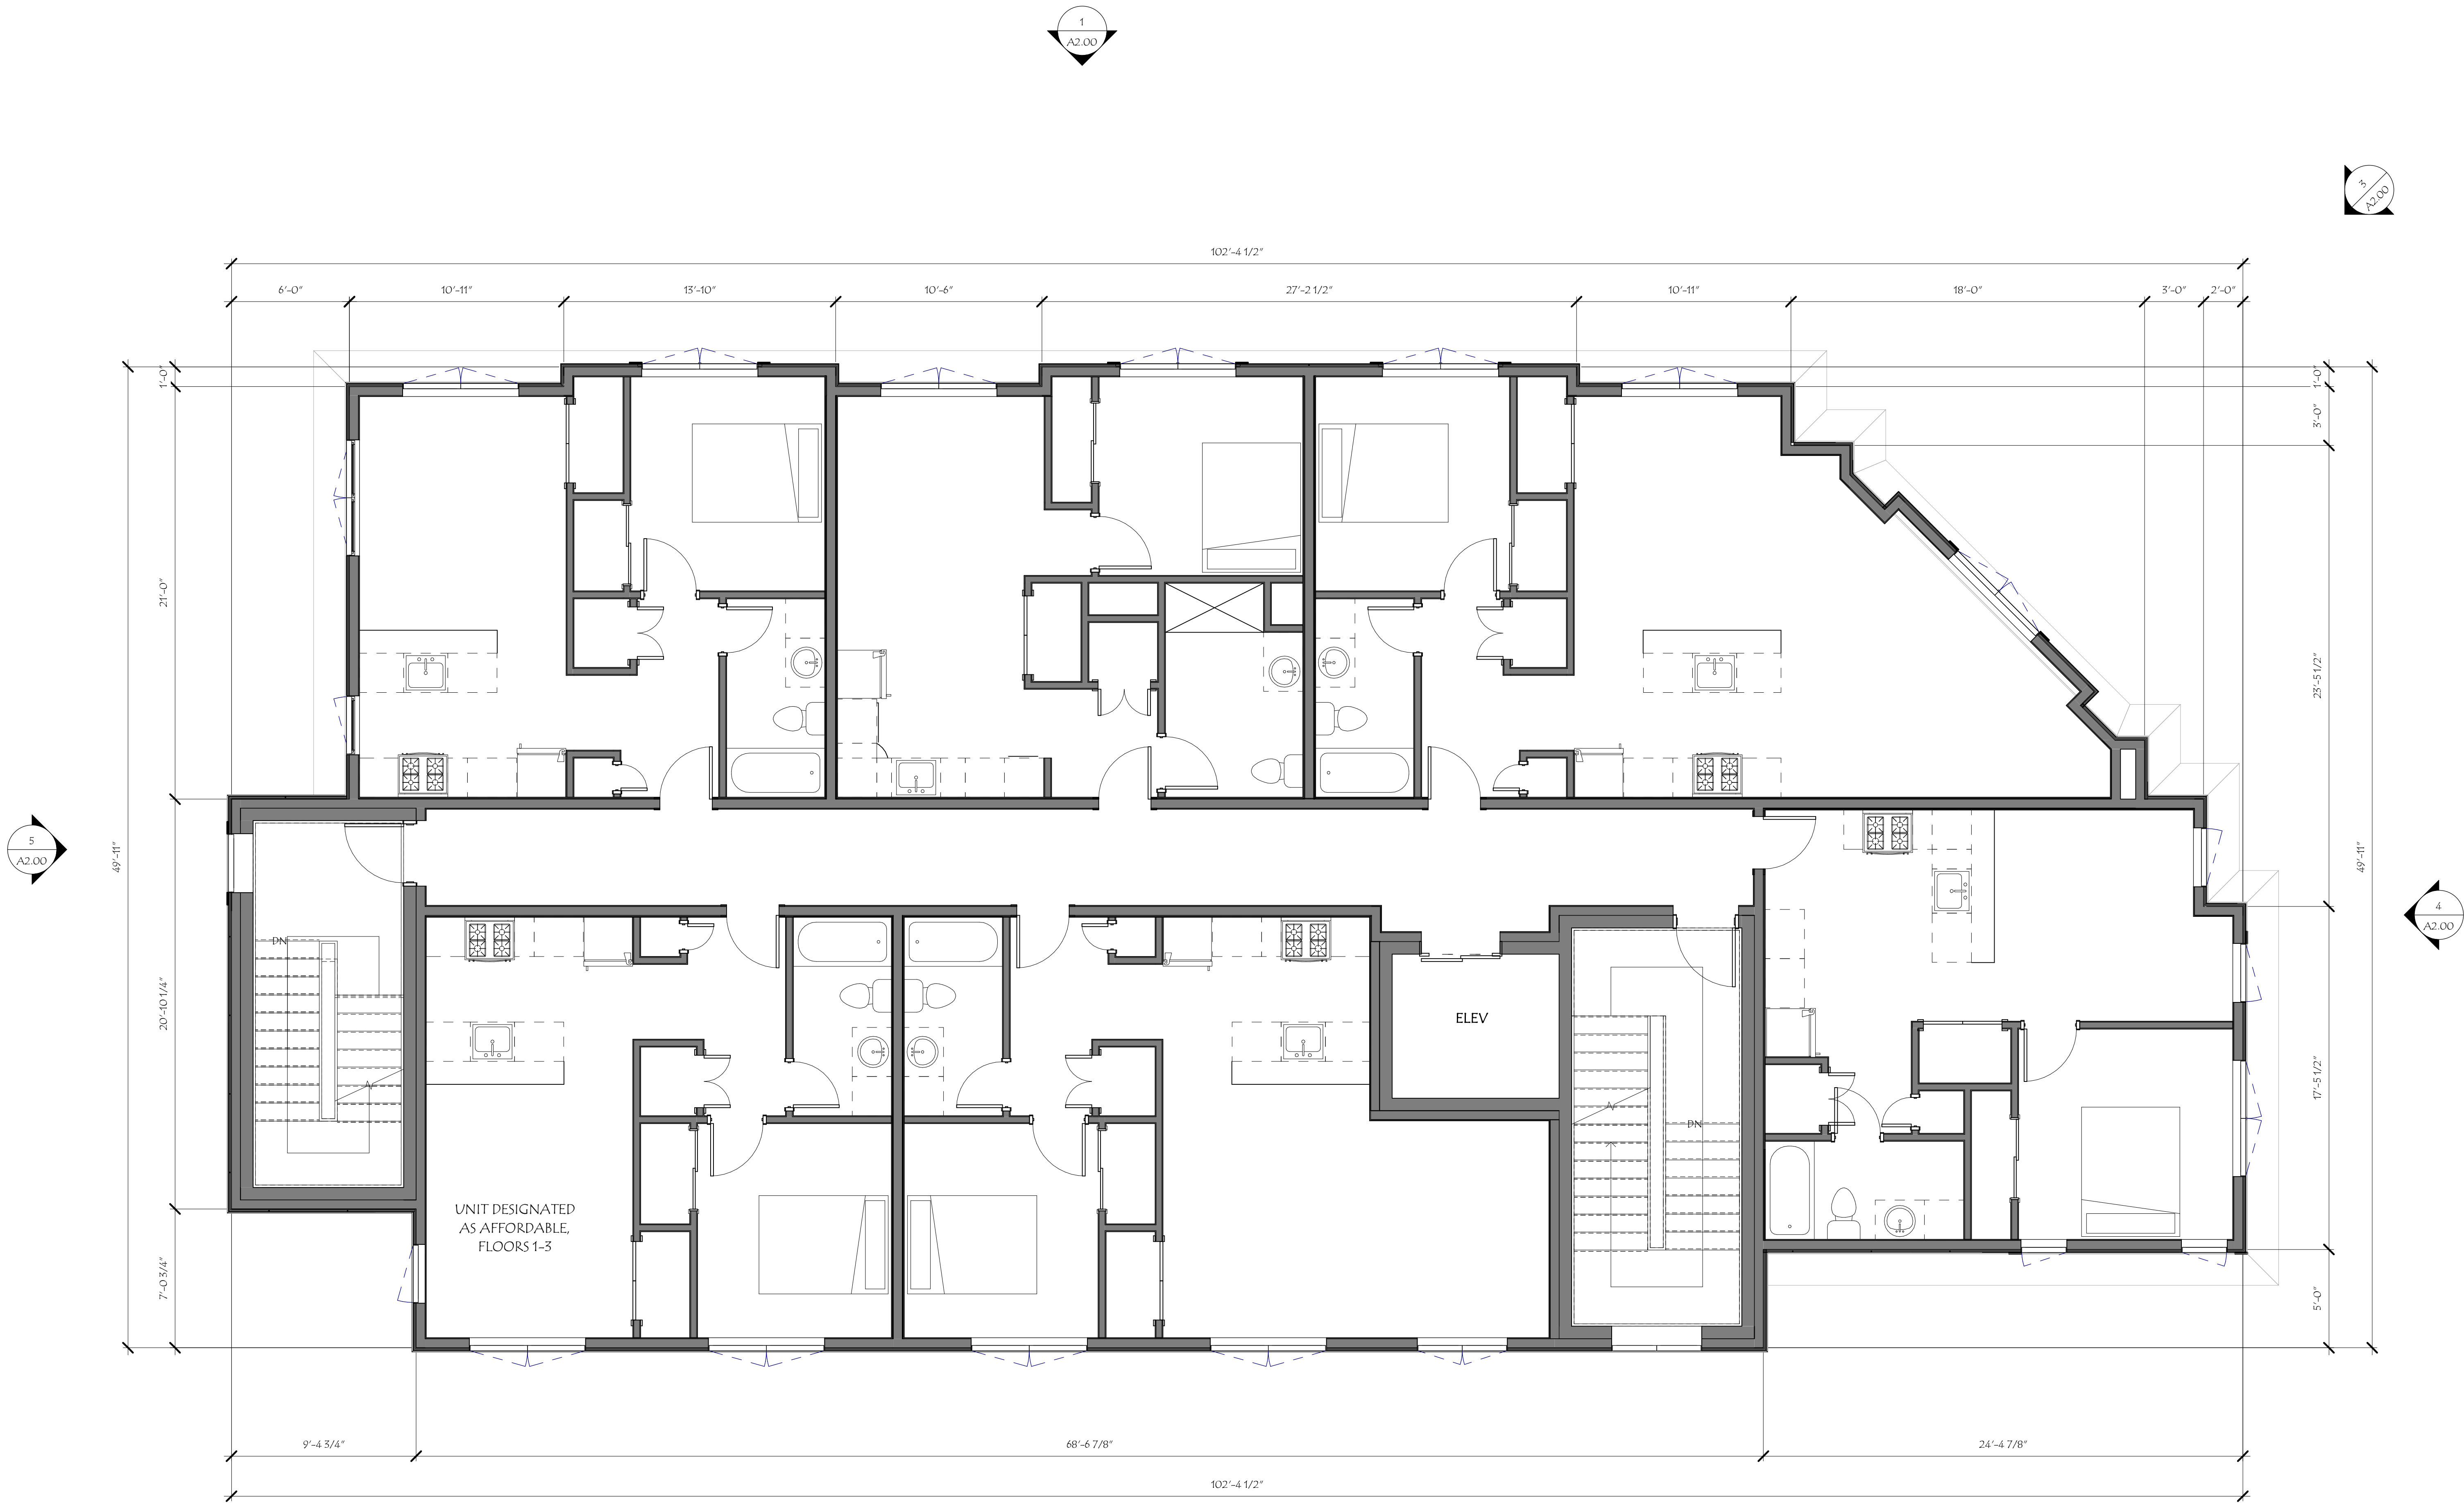 1
A2.00
3
A2.00
102'-4 1/2"
6'-0"
10'-11"
13'-10"
10'-6"
27'-2 1/2"
10'-11"
18'-0"
3'-0"
2'-0"
1'-0"
1'-0"
3'-0"
21'-0"
23'-5 1/2"
49'-11"
49'-11"
5
A2.00
4
A2.00
DN
ELEV
20'-10 1/4"
17'-5 1/2"
DN
UNIT DESIGNATED
AS AFFORDABLE,
FLOORS 1-3
7'-0 3/4"
5'-0"
9'-4 3/4"
68'-6 7/8"
24'-4 7/8"
102'-4 1/2"